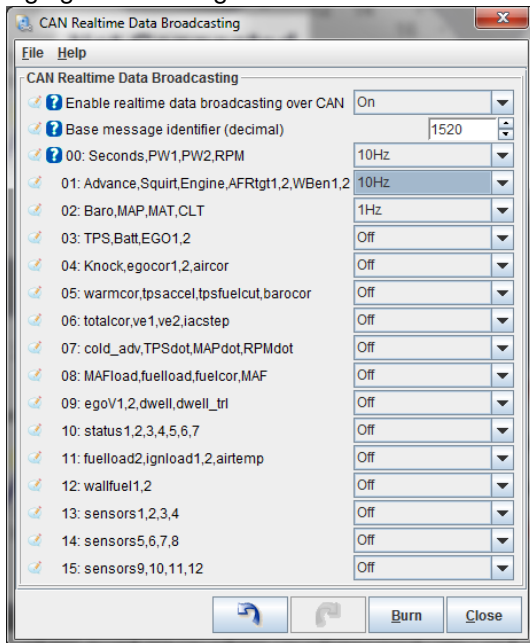 CAN Realtime Data Broadcasting
File Help
CAN Realtime Data Broadcasting
Enable realtime data broadcasting over CAN On
Base message identifier (decimal) 1520
00: Seconds,PW1,PW2,RPM 10Hz
01: Advance,Squirt,Engine,AFRtgt1,2,WBen1,2 10Hz
02: Baro,MAP,MAT,CLT 1Hz
03: TPS,Batt,EGO1,2 Off
04: Knock,egocor1,2,aircor Off
05: warmcor,tpsaccel,tpsfuelcut,barocor Off
06: totalcor,ve1,ve2,iacstep Off
07: cold_adv,TPSdot,MAPdot,RPMdot Off
08: MAFload,fuelload,fuelcor,MAF Off
09: egoV1,2,dwell,dwell_trl Off
10: status1,2,3,4,5,6,7 Off
11: fuelload2,ignload1,2,airtemp Off
12: wallfuel1,2 Off
13: sensors1,2,3,4 Off
14: sensors5,6,7,8 Off
15: sensors9,10,11,12 Off
Burn Close